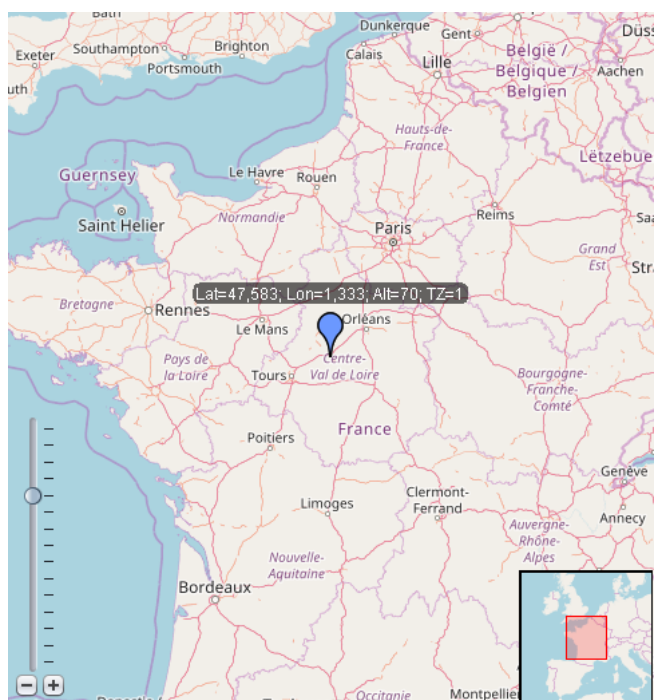 Bath
Dunkerque
Gent
Exeter
Southampton
Brighton
Portsmouth
Calais
Lille
België /
Belgique /
Belgien
Aachen
Hauts-de-
France
Guernsey
Le Havre
Rouen
Lëtzebue
Saint Helier
Normandie
Paris
Reims
Grand
Est
Lat=47,583; Lon=1,333; Alt=70; TZ=1
Bretagne
Rennes
Le Mans
Orléans
Pays de
la-Loire
Tours
Centre-
Val de Loire
Bourgogne-
Franche-
Comté
France
Poitiers
Genève
Limoges
Clermont-
Ferrand
Annecy
Auvergne-
Rhône-
Alpes
Nouvelle-
Aquitaine
Bordeaux
Occitanie
Montpellier